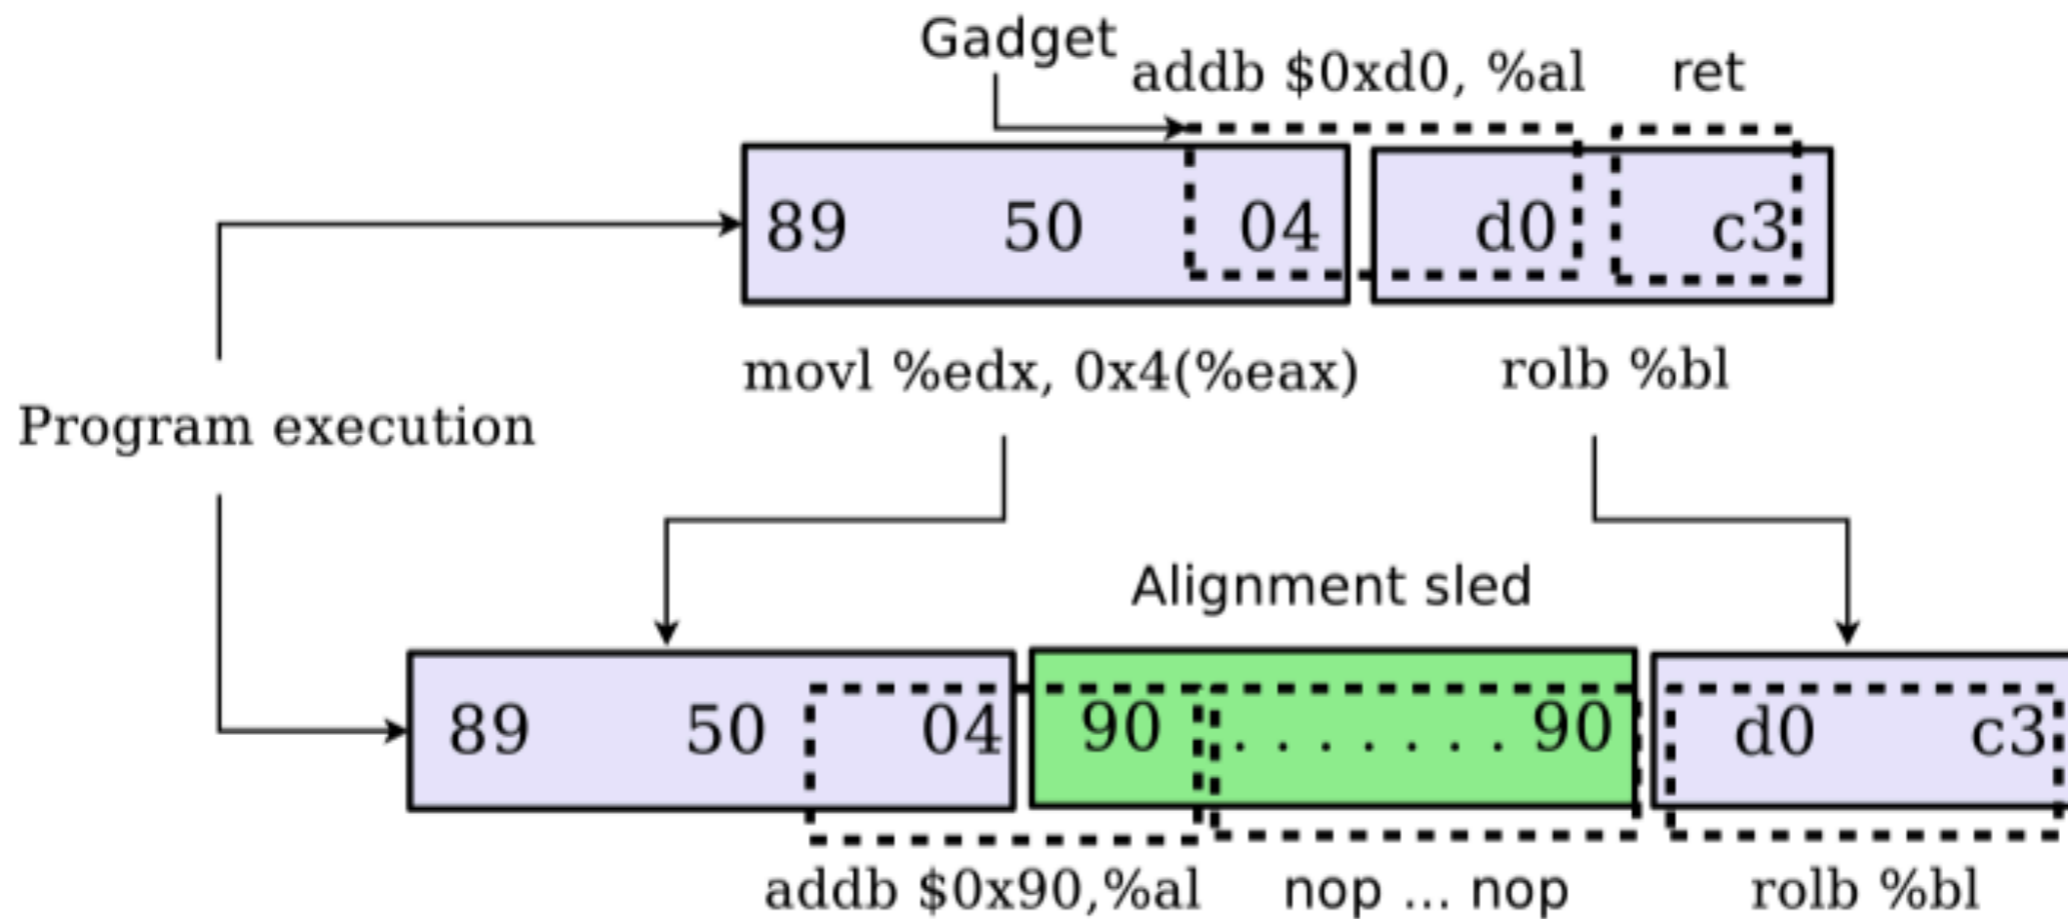 Gadget
addb $0xd0, %al ret
89 50 04 d0 c3
movl %edx, 0x4(%eax) rolb %bl
Program execution
Alignment sled
89 50 04 90 . . . . . . . 90 d0 c3
addb $0x90,%al nop ... nop rolb %bl